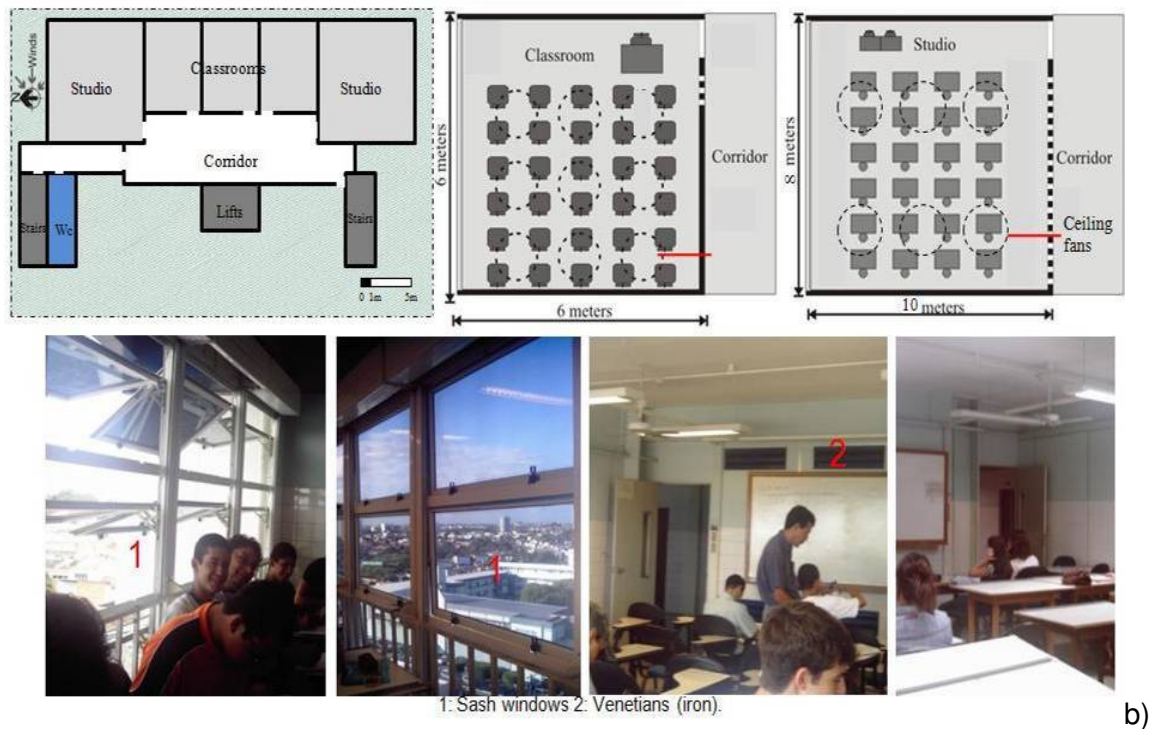 Winds
N
Studio
Classrooms
Studio
Corridor
Stairs
Wc
Lifts
Stairs
0 1m 5m
Classroom
6 meters
Corridor
6 meters
Studio
8 meters
Corridor
Ceiling
fans
10 meters
1
1
2
1: Sash windows 2: Venetians (iron).
b)